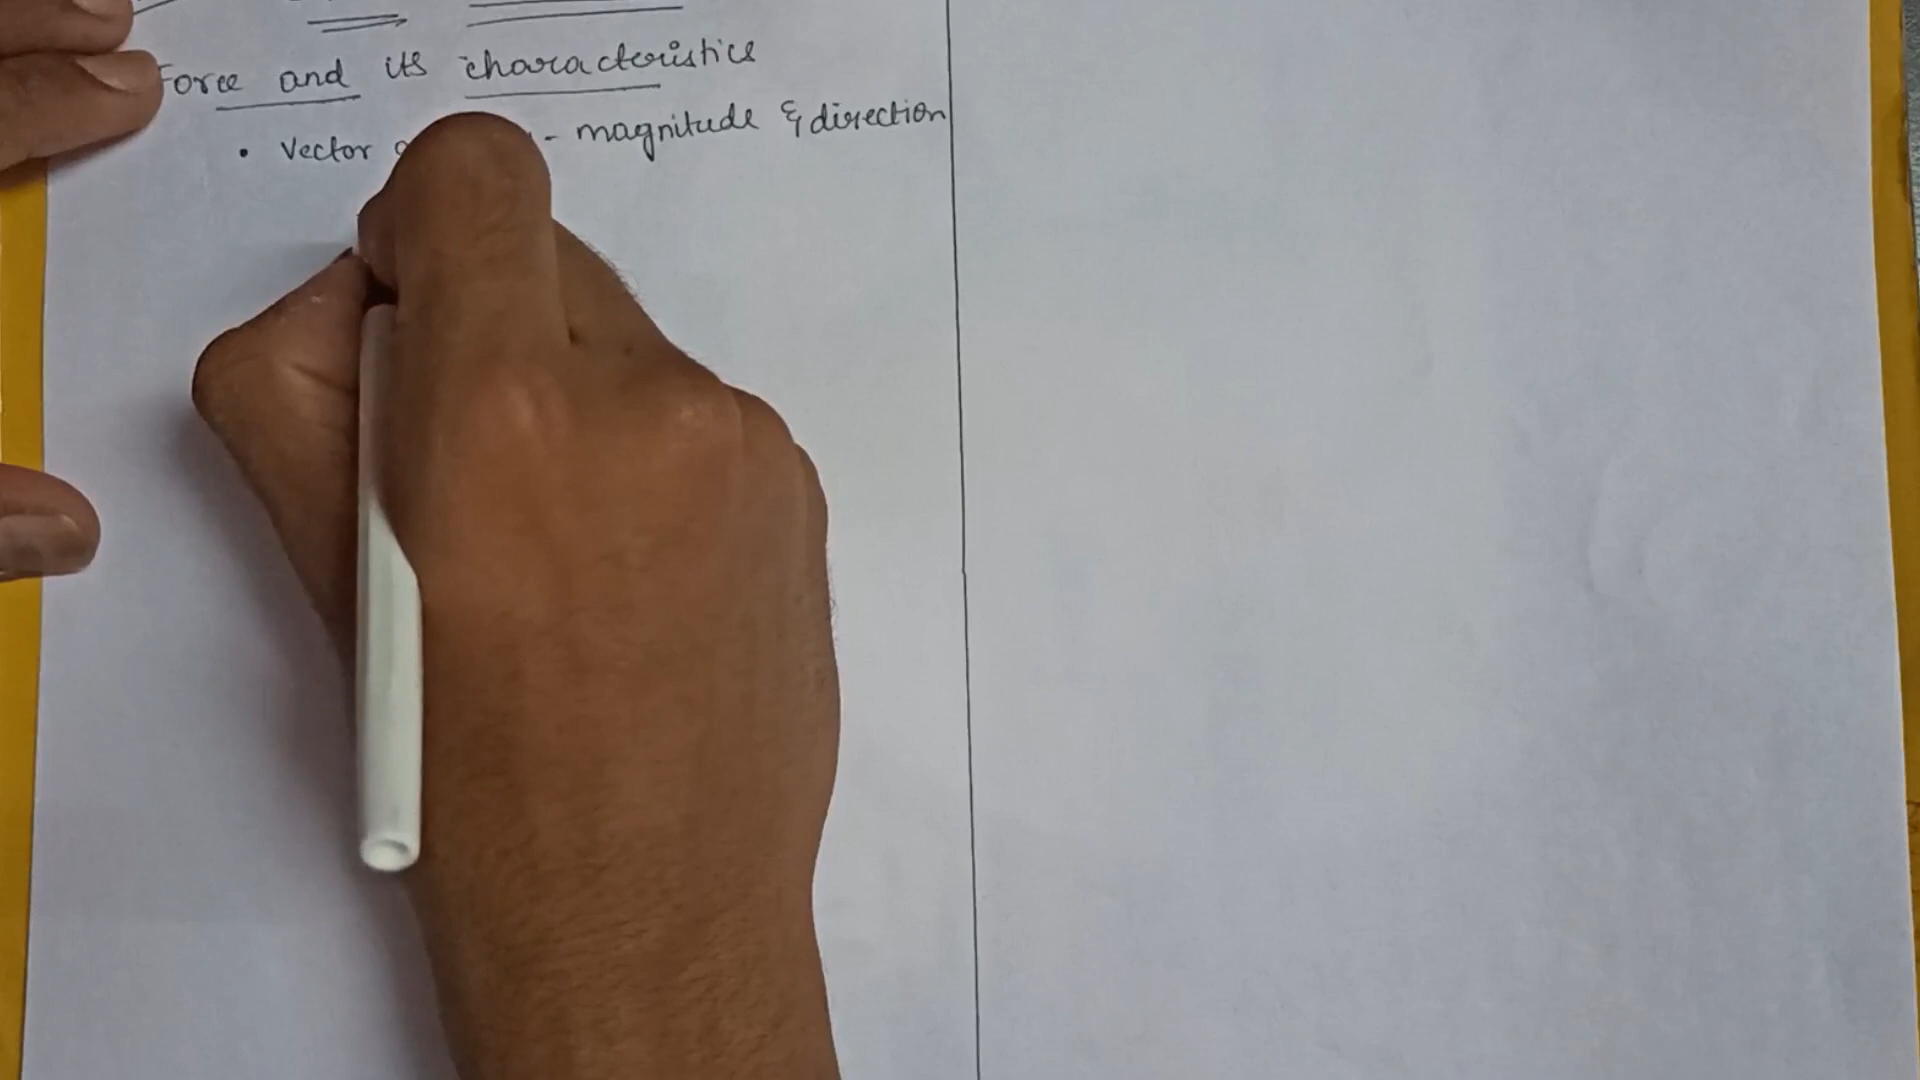 Force and its characteristics
• Vector - magnitude & direction